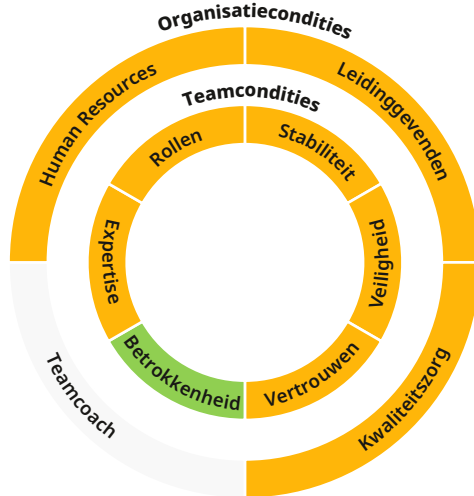 Organisatiecondities
Human Resources
Leidinggevenden
Teamcondities
Rollen
Stabiliteit
Expertise
Veiligheid
Betrokkenheid
Vertrouwen
Teamcoach
Kwaliteitszorg